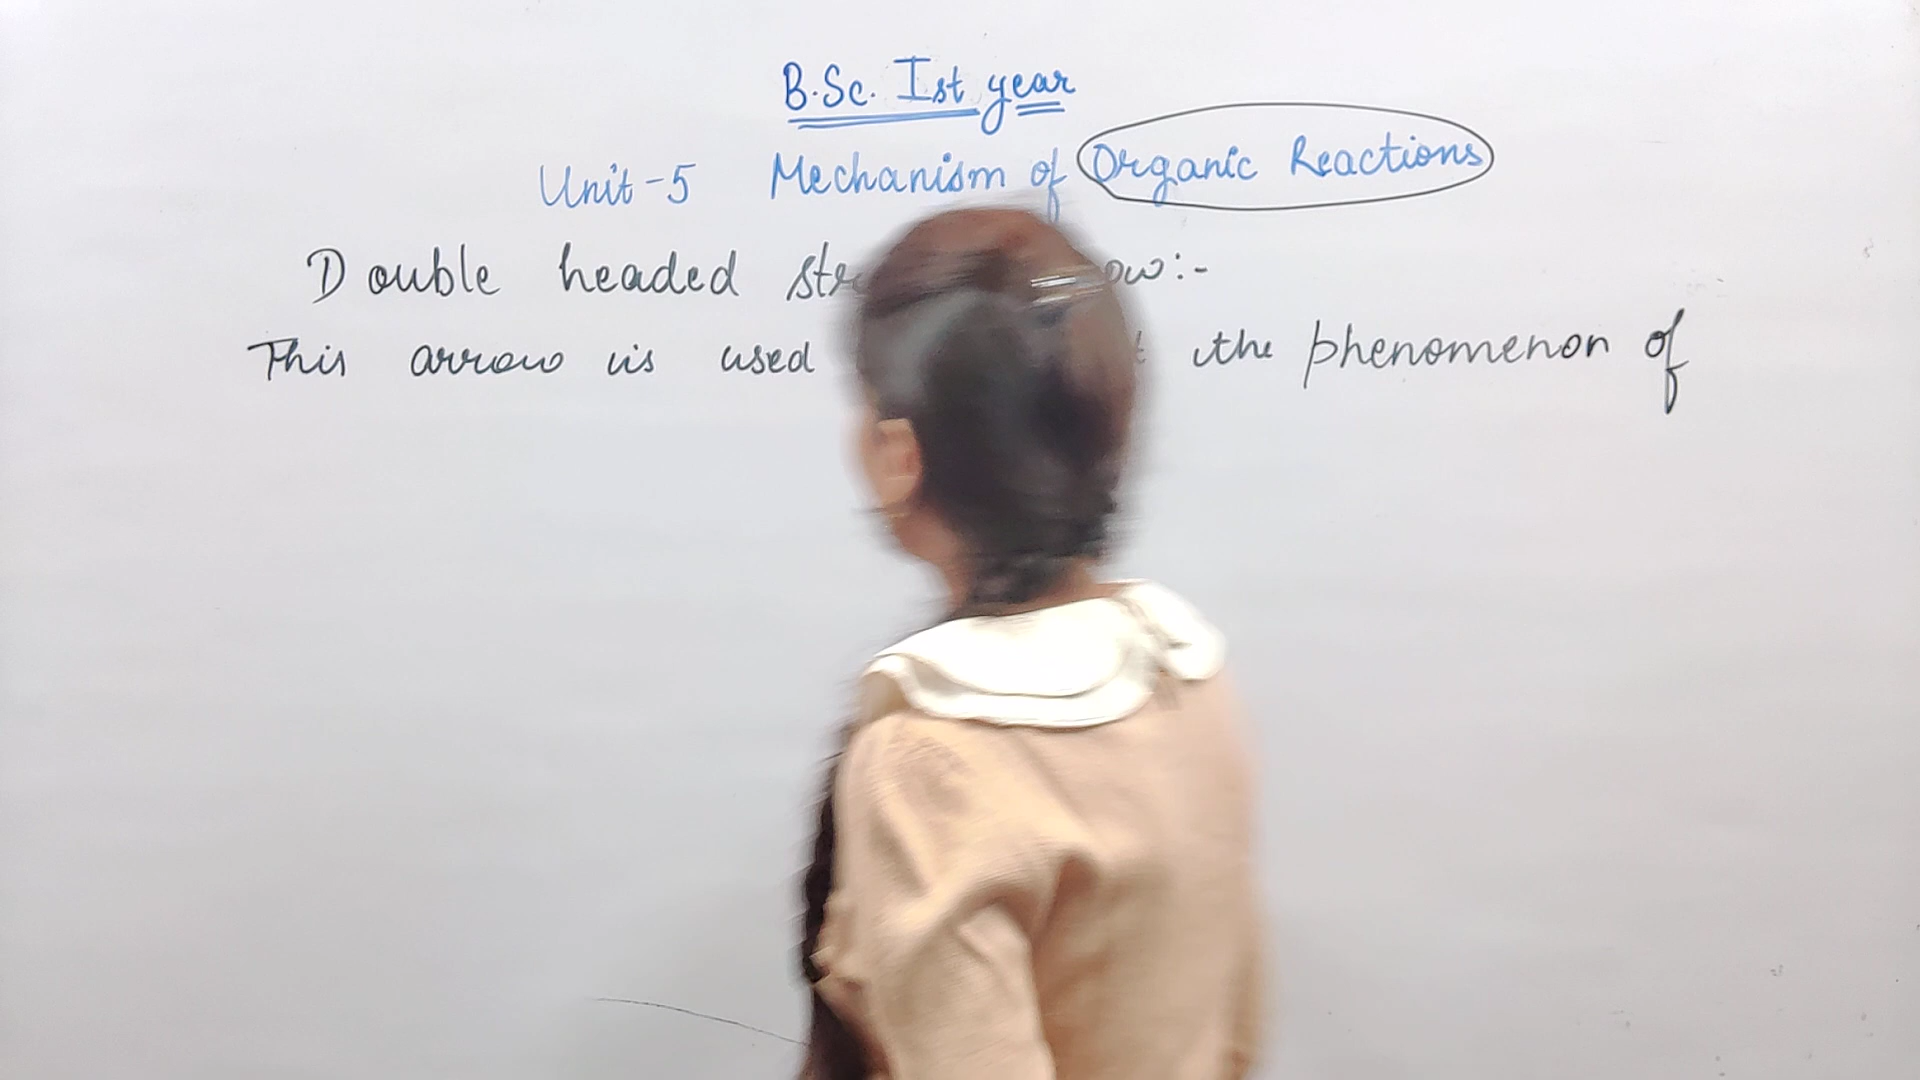 B.Sc. Ist year
Unit-5 Mechanism of Organic Reactions
Double headed :-
This arrow is used the phenomenon of